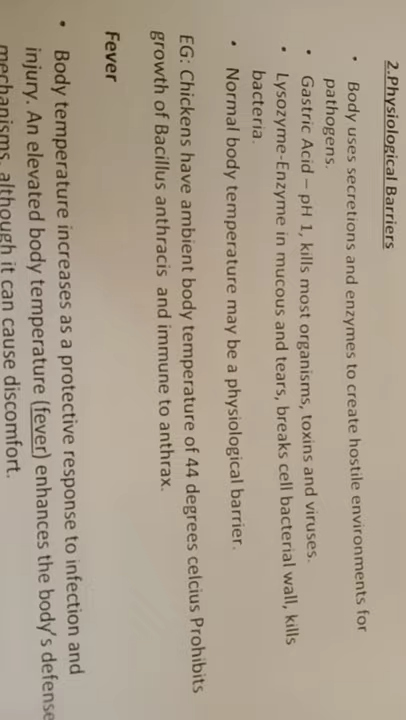 2.Physiological Barriers
• Body uses secretions and enzymes to create hostile environments for
pathogens.
• Gastric Acid – pH 1, kills most organisms, toxins and viruses.
• Lysozyme-Enzyme in mucous and tears, breaks cell bacterial wall, kills
bacteria.
• Normal body temperature may be a physiological barrier.
EG: Chickens have ambient body temperature of 44 degrees celcius Prohibits
growth of Bacillus anthracis and immune to anthrax.
Fever
• Body temperature increases as a protective response to infection and
injury. An elevated body temperature (fever) enhances the body's defense
mechanisms, although it can cause discomfort.